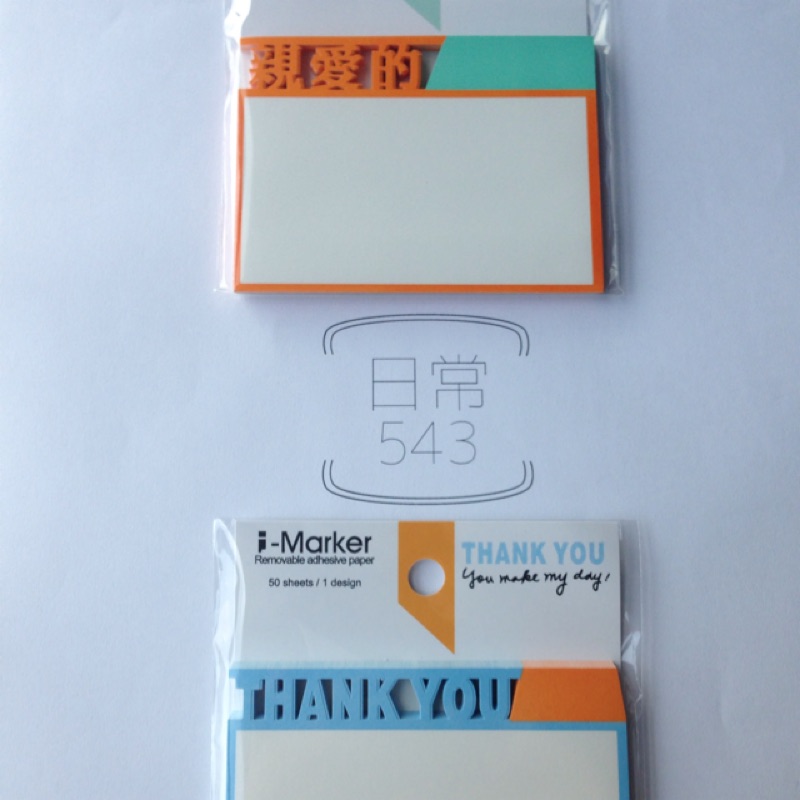 親愛的
日常
543
i-Marker
Removable adhesive paper
50 sheets / 1 design
THANK YOU
You make my day!
THANK YOU